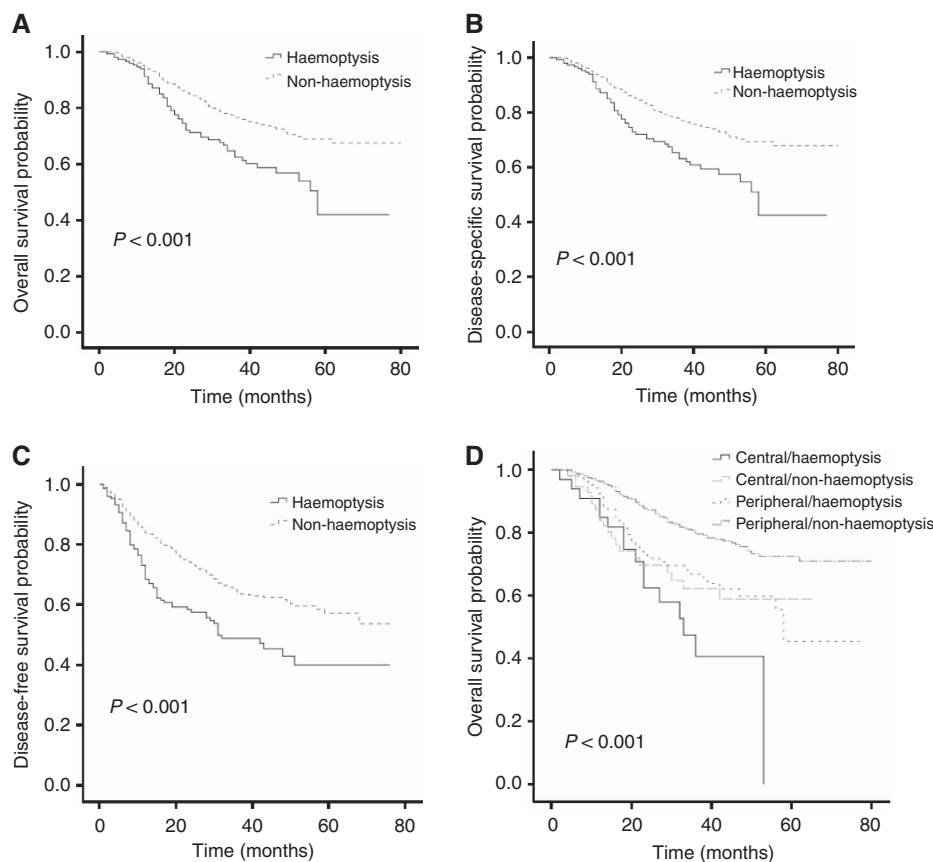 A
Overall survival probability
1.0
0.8
0.6
0.4
0.2
0.0
Haemoptysis
Non-haemoptysis
P < 0.001
0 20 40 60 80
Time (months)
B
Disease-specific survival probability
1.0
0.8
0.6
0.4
0.2
0.0
Haemoptysis
Non-haemoptysis
P < 0.001
0 20 40 60 80
Time (months)
C
Disease-free survival probability
1.0
0.8
0.6
0.4
0.2
0.0
Haemoptysis
Non-haemoptysis
P < 0.001
0 20 40 60 80
Time (months)
D
Overall survival probability
1.0
0.8
0.6
0.4
0.2
0.0
Central/haemoptysis
Central/non-haemoptysis
Peripheral/haemoptysis
Peripheral/non-haemoptysis
P < 0.001
0 20 40 60 80
Time (months)